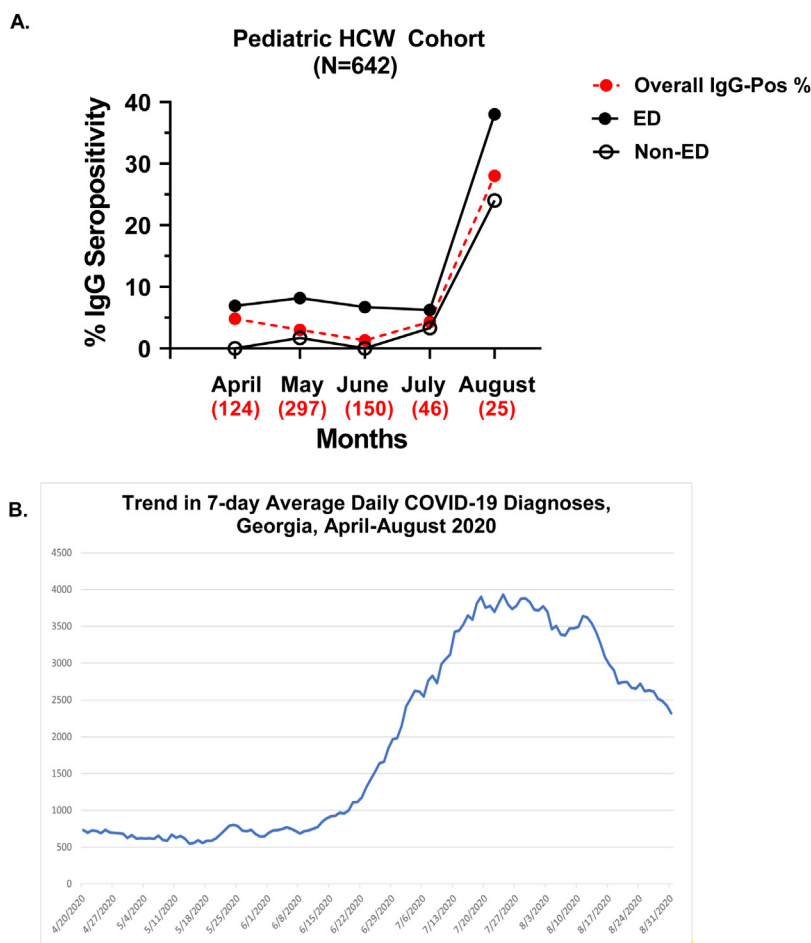 A.
Pediatric HCW Cohort
(N=642)
Overall IgG-Pos %
ED
Non-ED
% IgG Seropositivity
40
30
20
10
0
April May June July August
(124) (297) (150) (46) (25)
Months
B.
Trend in 7-day Average Daily COVID-19 Diagnoses,
Georgia, April-August 2020
4500
4000
3500
3000
2500
2000
1500
1000
500
0
4/20/2020 4/27/2020 5/4/2020 5/11/2020 5/18/2020 5/25/2020 6/1/2020 6/8/2020 6/15/2020 6/22/2020 6/29/2020 7/6/2020 7/13/2020 7/20/2020 7/27/2020 8/3/2020 8/10/2020 8/17/2020 8/24/2020 8/31/2020